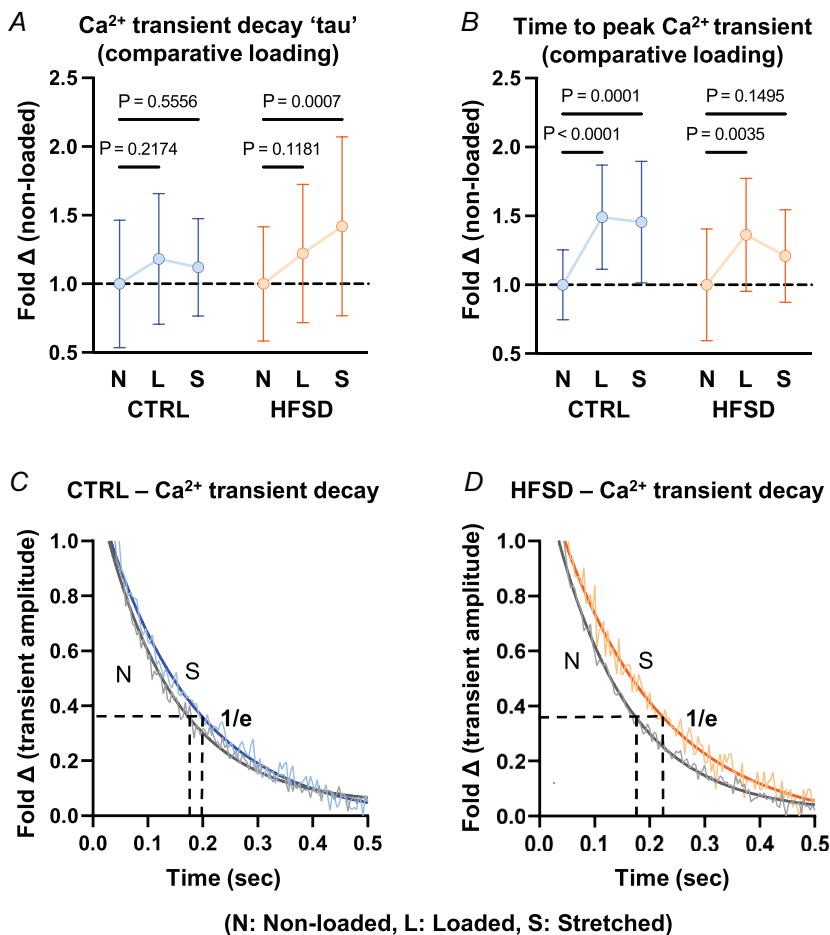 A
Ca²⁺ transient decay ‘tau’
(comparative loading)
Fold Δ (non-loaded)
2.5
2.0
1.5
1.0
0.5
P = 0.5556
P = 0.2174
P = 0.0007
P = 0.1181
N L S N L S
CTRL HFSD
B
Time to peak Ca²⁺ transient
(comparative loading)
Fold Δ (non-loaded)
2.5
2.0
1.5
1.0
0.5
P = 0.0001
P < 0.0001
P = 0.1495
P = 0.0035
N L S N L S
CTRL HFSD
C
CTRL – Ca²⁺ transient decay
Fold Δ (transient amplitude)
1.0
0.8
0.6
0.4
0.2
0.0
N S
1/e
0.0 0.1 0.2 0.3 0.4 0.5
Time (sec)
D
HFSD – Ca²⁺ transient decay
Fold Δ (transient amplitude)
1.0
0.8
0.6
0.4
0.2
0.0
N S
1/e
0.0 0.1 0.2 0.3 0.4 0.5
Time (sec)
(N: Non-loaded, L: Loaded, S: Stretched)